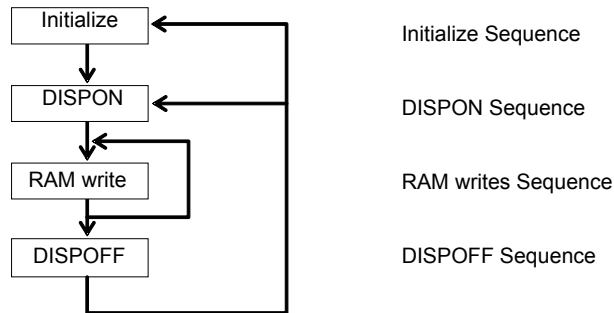 Initialize
Initialize Sequence
DISPON
DISPON Sequence
RAM write
RAM writes Sequence
DISPOFF
DISPOFF Sequence